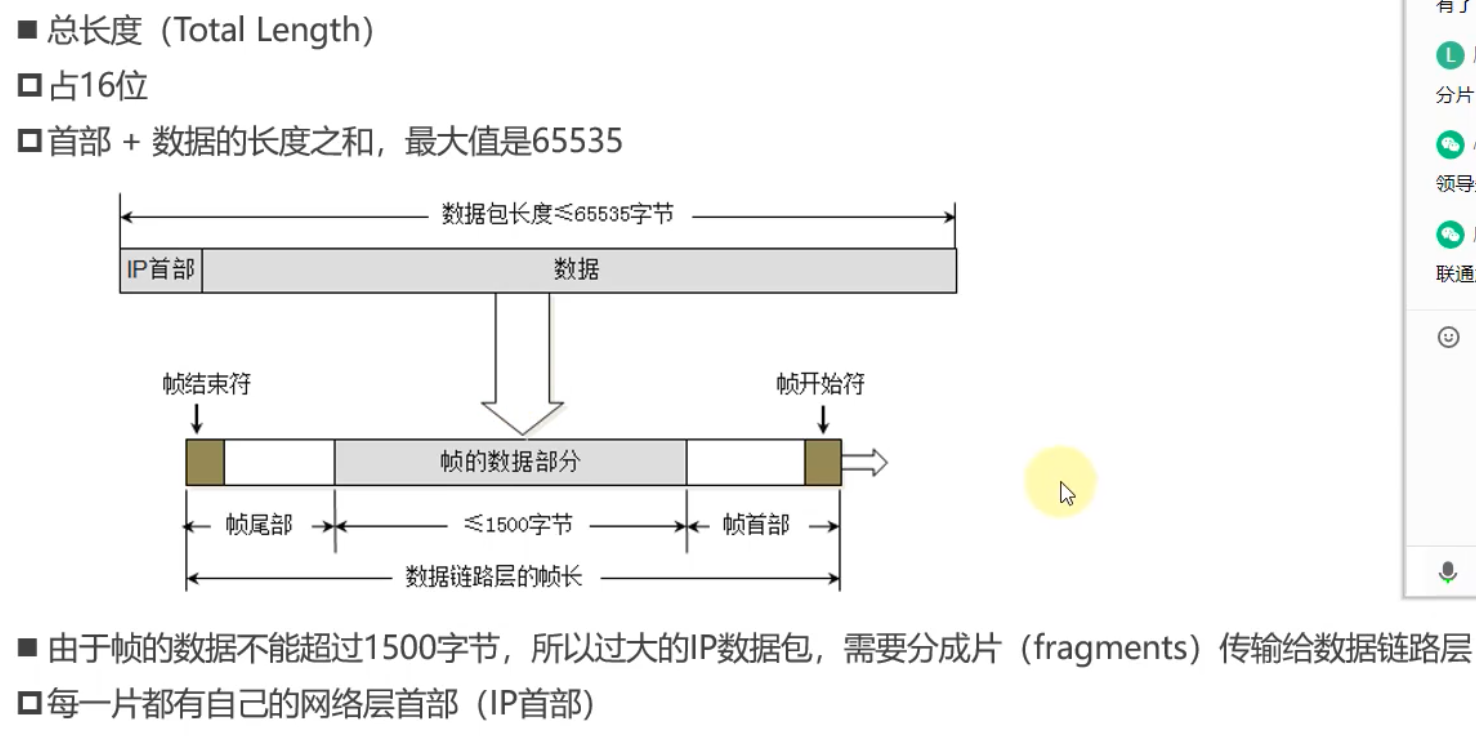 总长度（Total Length）
占16位
首部 + 数据的长度之和，最大值是65535
数据包长度≤65535字节
IP首部
数据
帧结束符
帧开始符
帧的数据部分
帧尾部
≤1500字节
帧首部
数据链路层的帧长
由于帧的数据不能超过1500字节，所以过大的IP数据包，需要分成片（fragments）传输给数据链路层
每一片都有自己的网络层首部（IP首部）
有了
L
分片
领导
联通